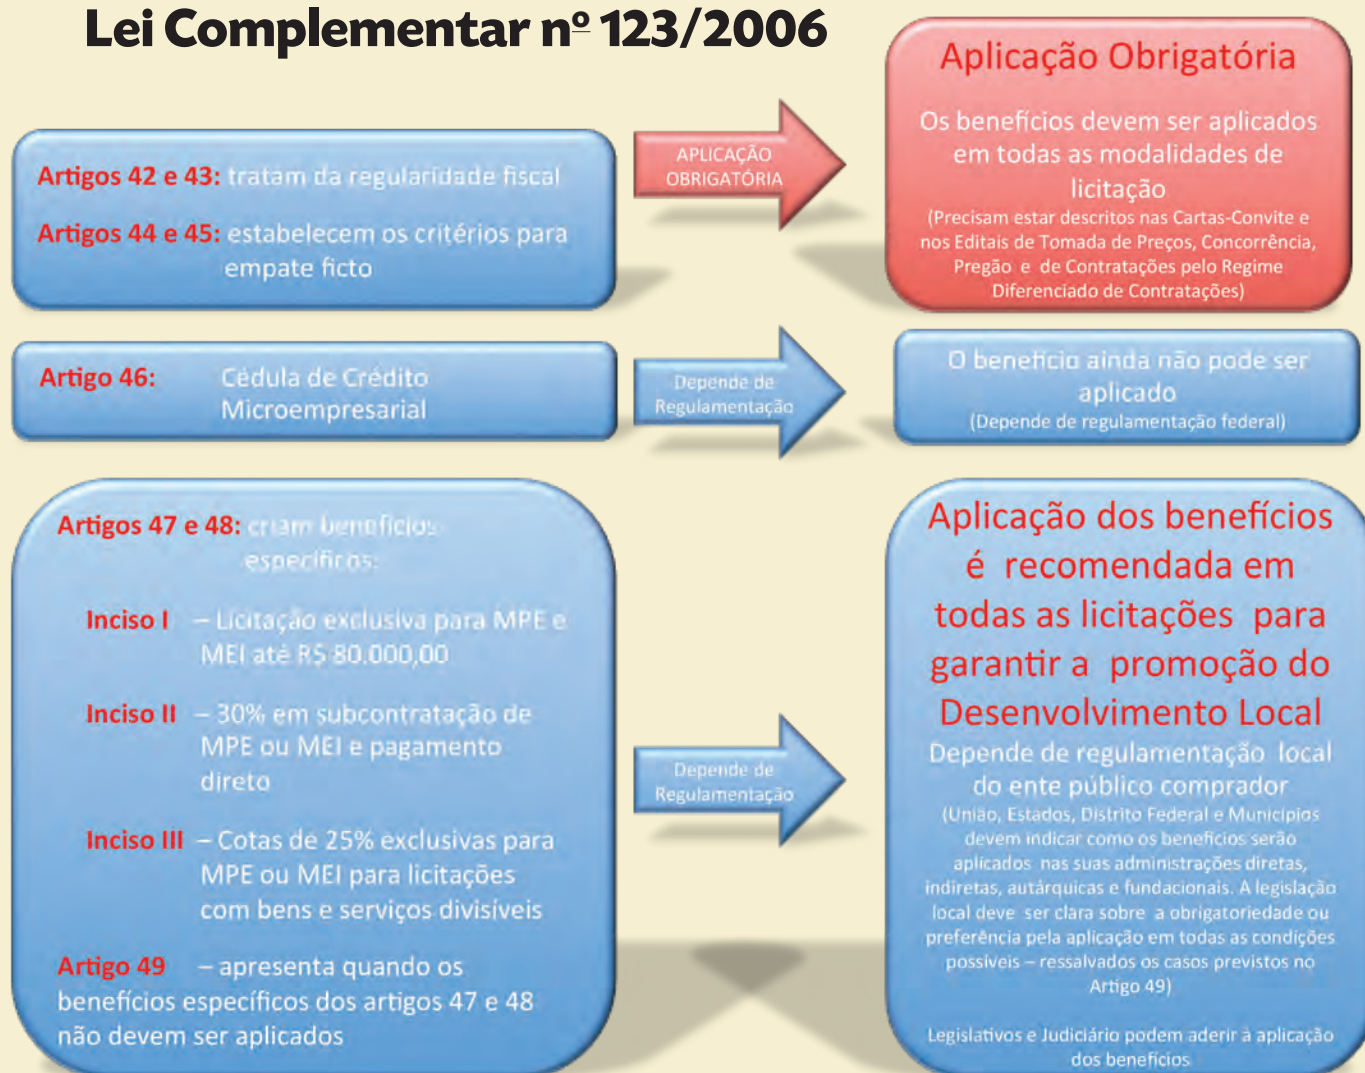 Lei Complementar nº 123/2006
Artigos 42 e 43: tratam da regularidade fiscal
Artigos 44 e 45: estabelecem os critérios para
empate ficto
APLICAÇÃO
OBRIGATÓRIA
Aplicação Obrigatória
Os benefícios devem ser aplicados
em todas as modalidades de
licitação
(Precisam estar descritos nas Cartas-Convite e
nos Editais de Tomada de Preços, Concorrência,
Pregão e de Contratações pelo Regime
Diferenciado de Contratações)
Artigo 46: Cédula de Crédito
Microempresarial
Depende de
Regulamentação
O benefício ainda não pode ser
aplicado
(Depende de regulamentação federal)
Artigos 47 e 48: criam benefícios
específicos:
Inciso I – Licitação exclusiva para MPE e
MEI até R$ 80.000,00
Inciso II – 30% em subcontratação de
MPE ou MEI e pagamento
direto
Inciso III – Cotas de 25% exclusivas para
MPE ou MEI para licitações
com bens e serviços divisíveis
Artigo 49 – apresenta quando os
benefícios específicos dos artigos 47 e 48
não devem ser aplicados
Depende de
Regulamentação
Aplicação dos benefícios
é recomendada em
todas as licitações para
garantir a promoção do
Desenvolvimento Local
Depende de regulamentação local
do ente público comprador
(União, Estados, Distrito Federal e Municípios
devem indicar como os benefícios serão
aplicados nas suas administrações diretas,
indiretas, autárquicas e fundacionais. A legislação
local deve ser clara sobre a obrigatoriedade ou
preferência pela aplicação em todas as condições
possíveis – ressalvados os casos previstos no
Artigo 49)
Legislativos e Judiciário podem aderir à aplicação
dos benefícios